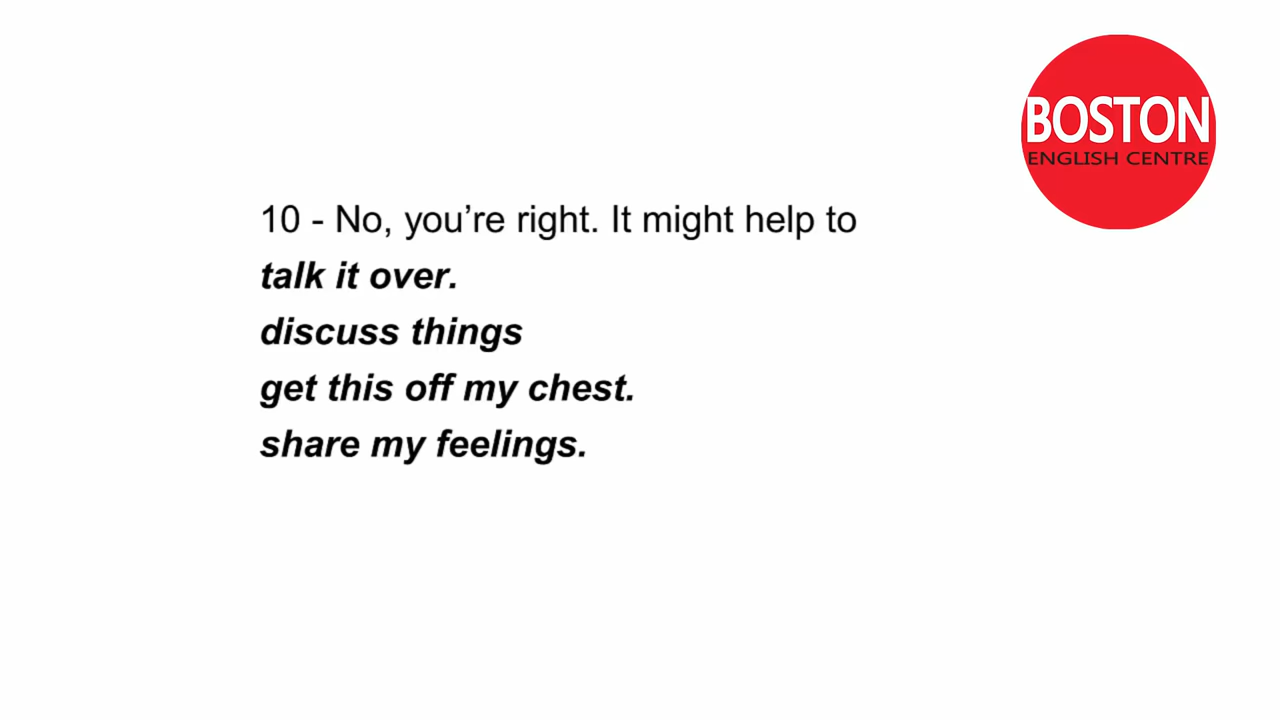 BOSTON
ENGLISH CENTRE
10 - No, you’re right. It might help to
talk it over.
discuss things
get this off my chest.
share my feelings.